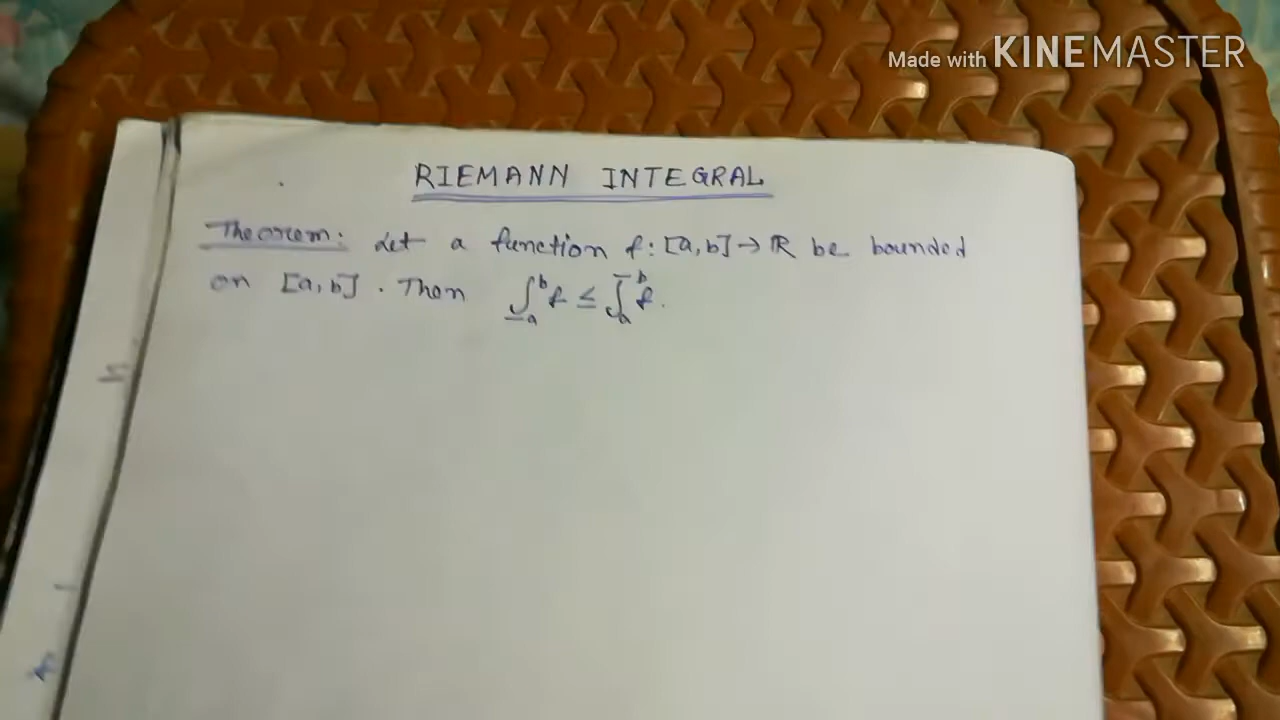 Made with KINEMASTER
RIEMANN INTEGRAL
Theorem: Let a function f: [a,b] → ℝ be bounded
on [a,b]. Then ∫̲ₐᵇ f ≤ ∫̅ₐᵇ f.